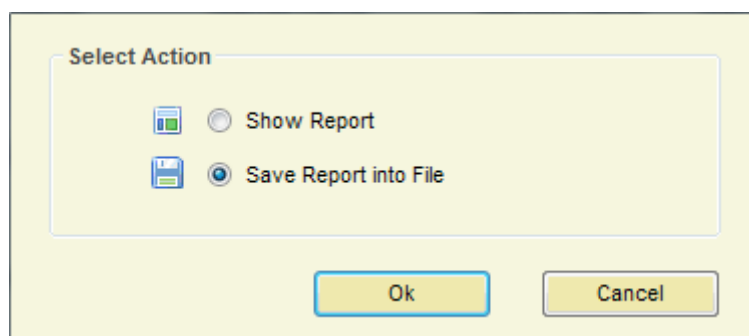 Select Action
Show Report
Save Report into File
Ok Cancel